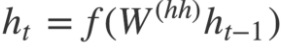 h_t = f(W^{(hh)}h_{t-1})